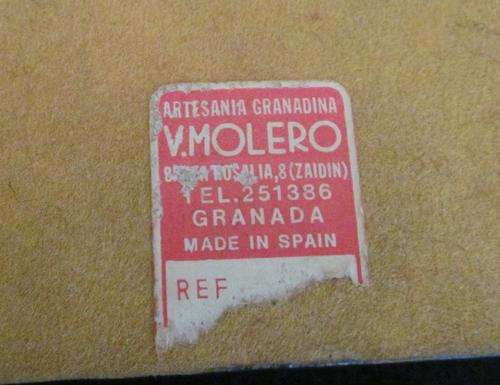 ARTESANIA GRANADINA
V.MOLERO
ROSALIA,8(ZAIDIN)
TEL.251386
GRANADA
MADE IN SPAIN
REF